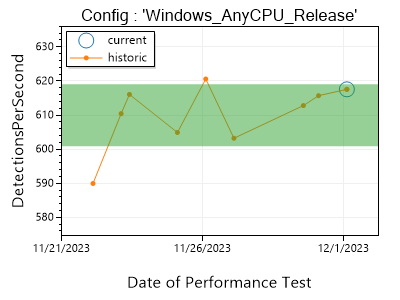 Config : 'Windows_AnyCPU_Release'
current
historic
DetectionsPerSecond
630
620
610
600
590
580
11/21/2023
11/26/2023
12/1/2023
Date of Performance Test